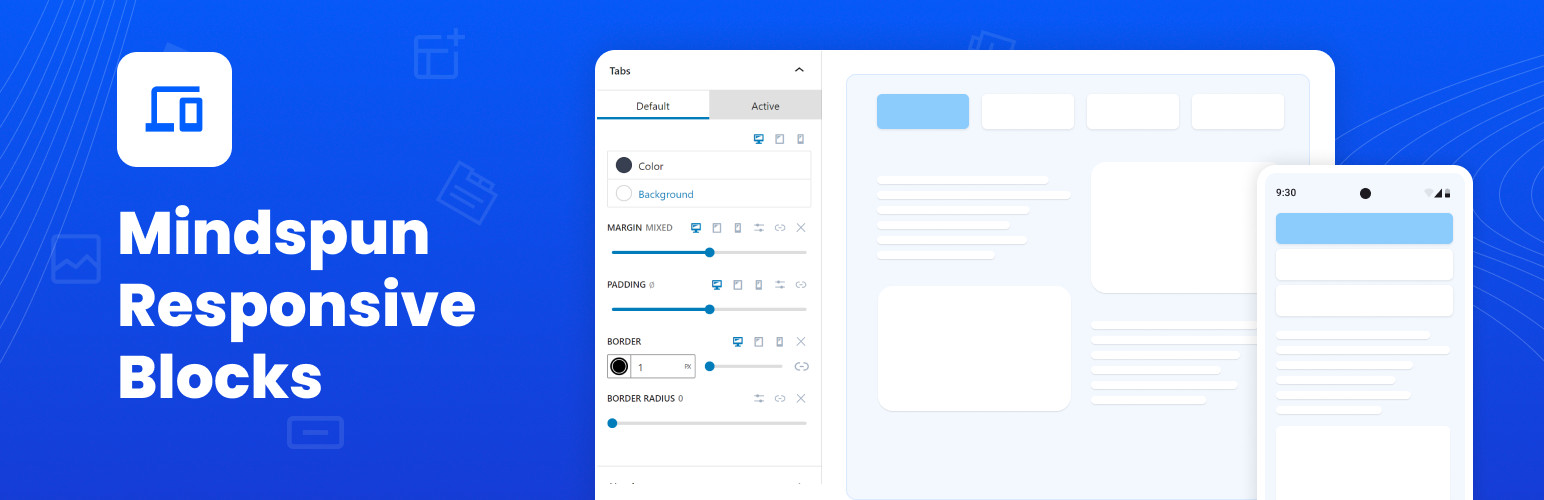 Mindspun
Responsive
Blocks
Tabs
Default Active
Color
Background
MARGIN MIXED
PADDING 0
BORDER
1 PX
BORDER RADIUS 0
9:30